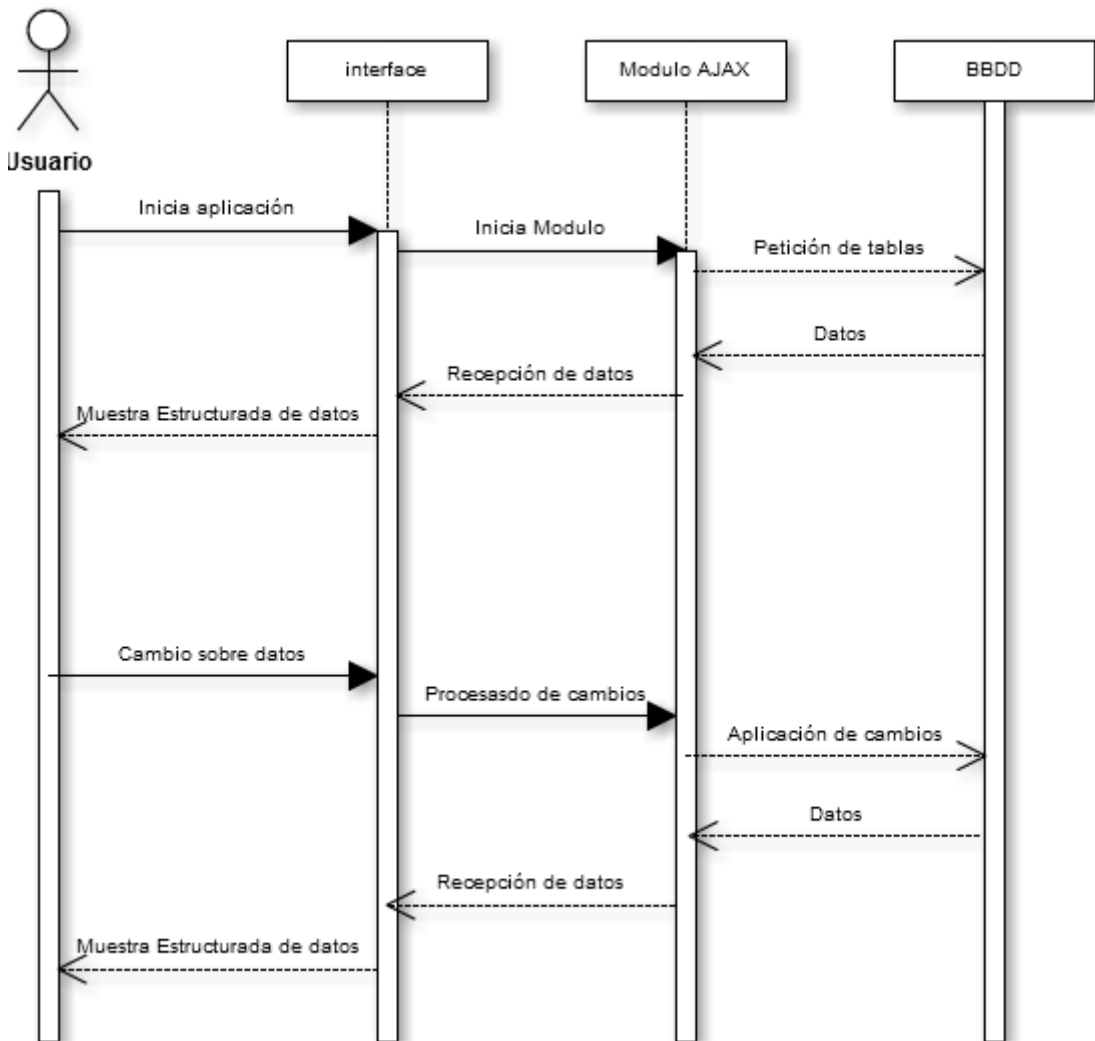 interface
Modulo AJAX
BBDD
Usuario
Inicia aplicación
Inicia Modulo
Petición de tablas
Datos
Recepción de datos
Muestra Estructurada de datos
Cambio sobre datos
Procesasdo de cambios
Aplicación de cambios
Datos
Recepción de datos
Muestra Estructurada de datos